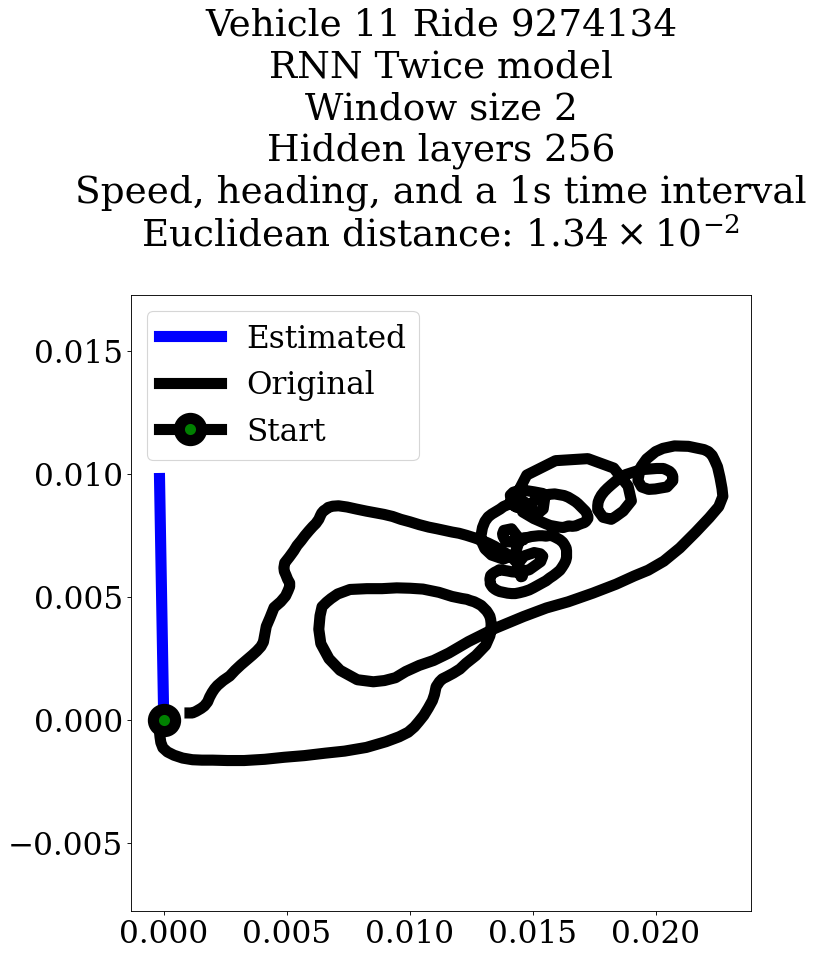 Vehicle 11 Ride 9274134
RNN Twice model
Window size 2
Hidden layers 256
Speed, heading, and a 1s time interval
Euclidean distance: 1.34 × 10⁻²
Estimated
Original
Start
0.015
0.010
0.005
0.000
−0.005
0.000 0.005 0.010 0.015 0.020